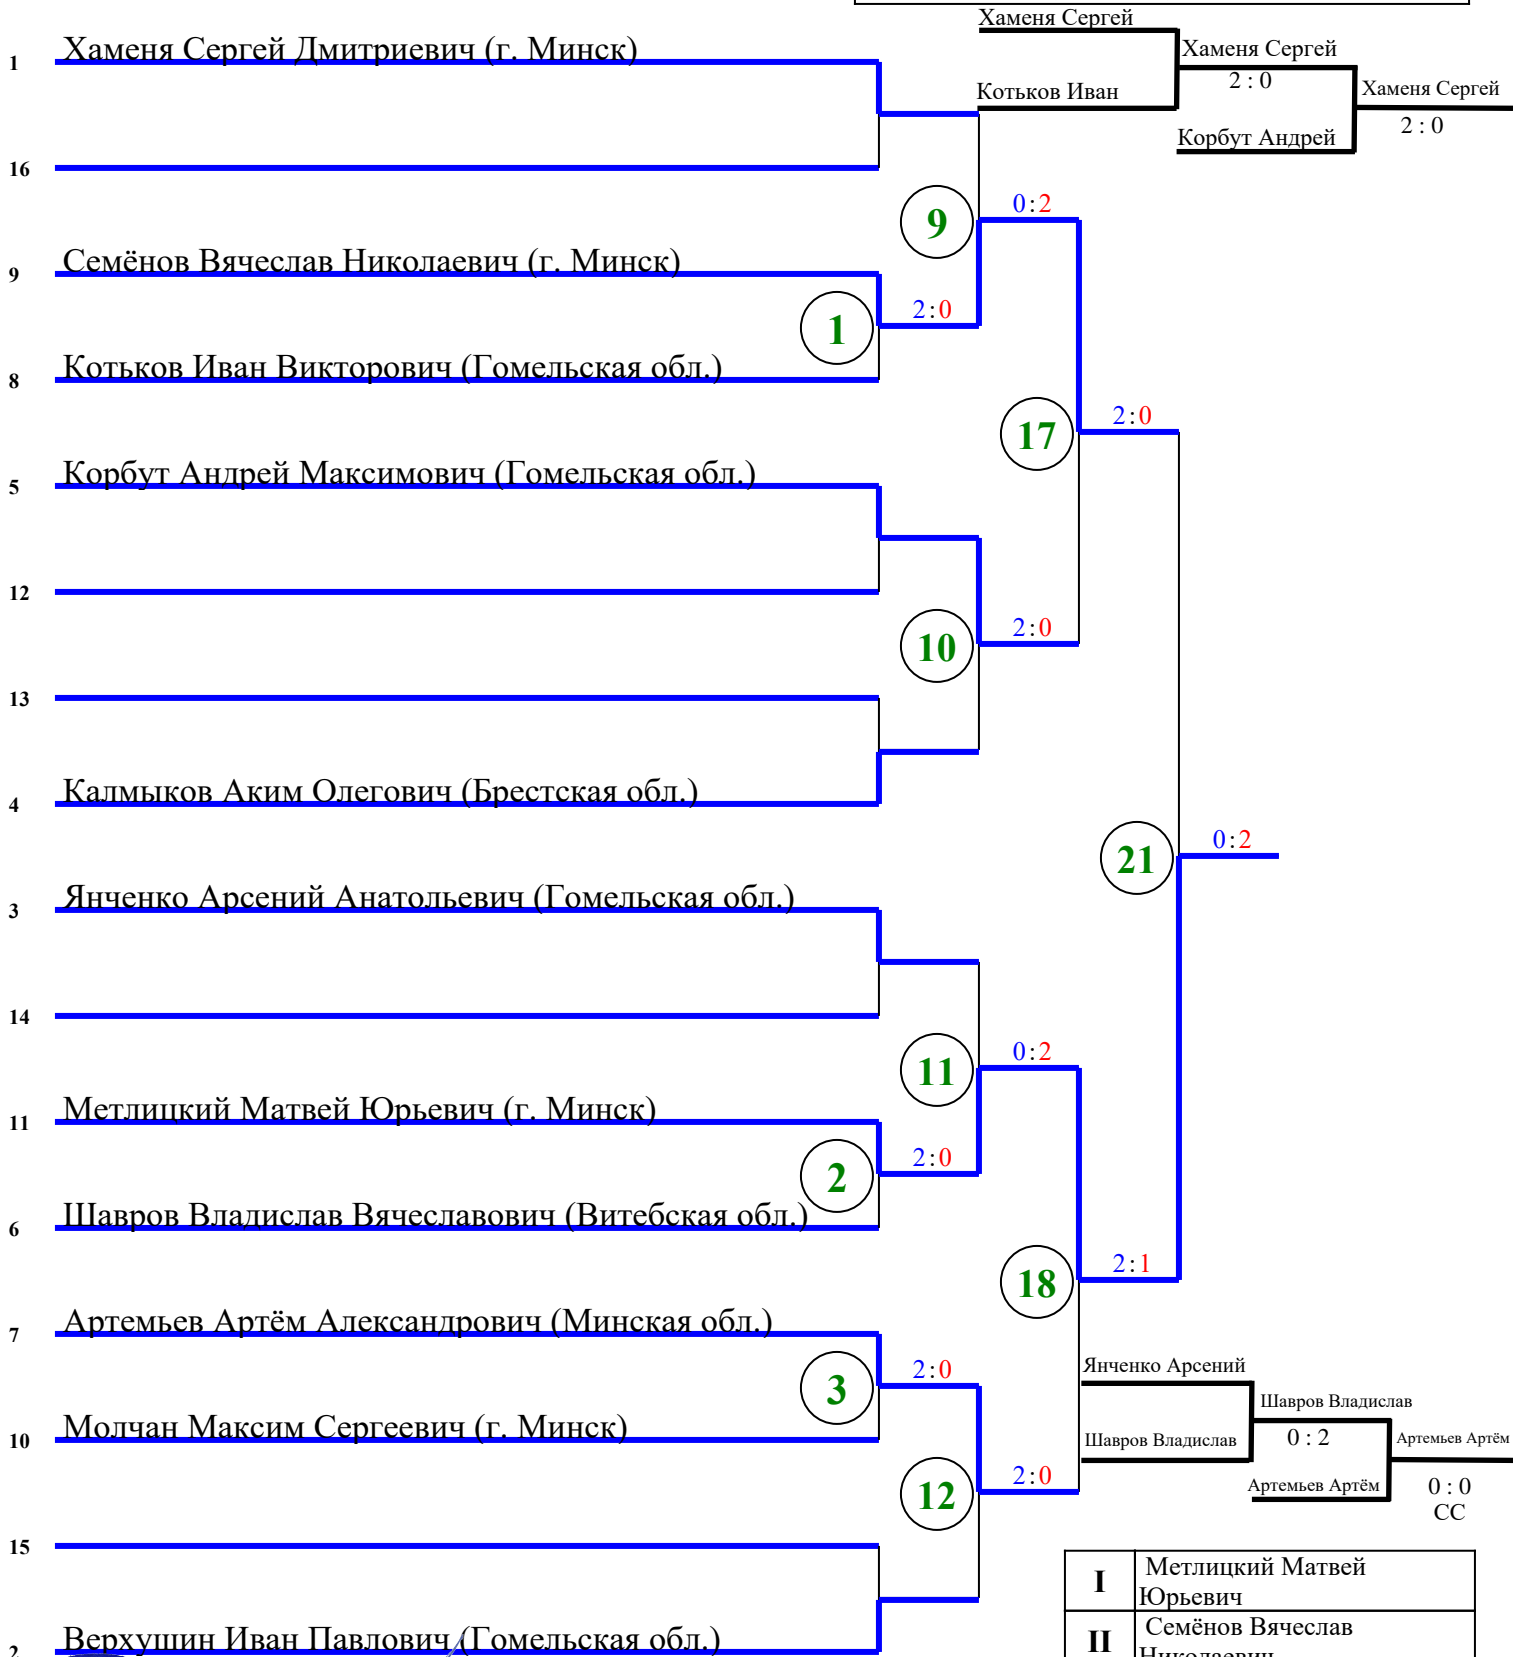 Хаменя Сергей
1 Хаменя Сергей Дмитриевич (г. Минск)
Хаменя Сергей
2 : 0
Котьков Иван
Хаменя Сергей
2 : 0
Корбут Андрей
16
9
0:2
9 Семёнов Вячеслав Николаевич (г. Минск)
1
2:0
8 Котьков Иван Викторович (Гомельская обл.)
17
2:0
5 Корбут Андрей Максимович (Гомельская обл.)
12
10
2:0
13
4 Калмыков Аким Олегович (Брестская обл.)
21
0:2
3 Янченко Арсений Анатольевич (Гомельская обл.)
14
11
0:2
11 Метлицкий Матвей Юрьевич (г. Минск)
2
2:0
6 Шавров Владислав Вячеславович (Витебская обл.)
18
2:1
7 Артемьев Артём Александрович (Минская обл.)
3
2:0
Янченко Арсений
Шавров Владислав
0 : 2
10 Молчан Максим Сергеевич (г. Минск)
Шавров Владислав
Артемьев Артём
12
2:0
Артемьев Артём
0 : 0
СС
15
I Метлицкий Матвей
Юрьевич
2 Верхушин Иван Павлович (Гомельская обл.)
II Семёнов Вячеслав
Николаевич